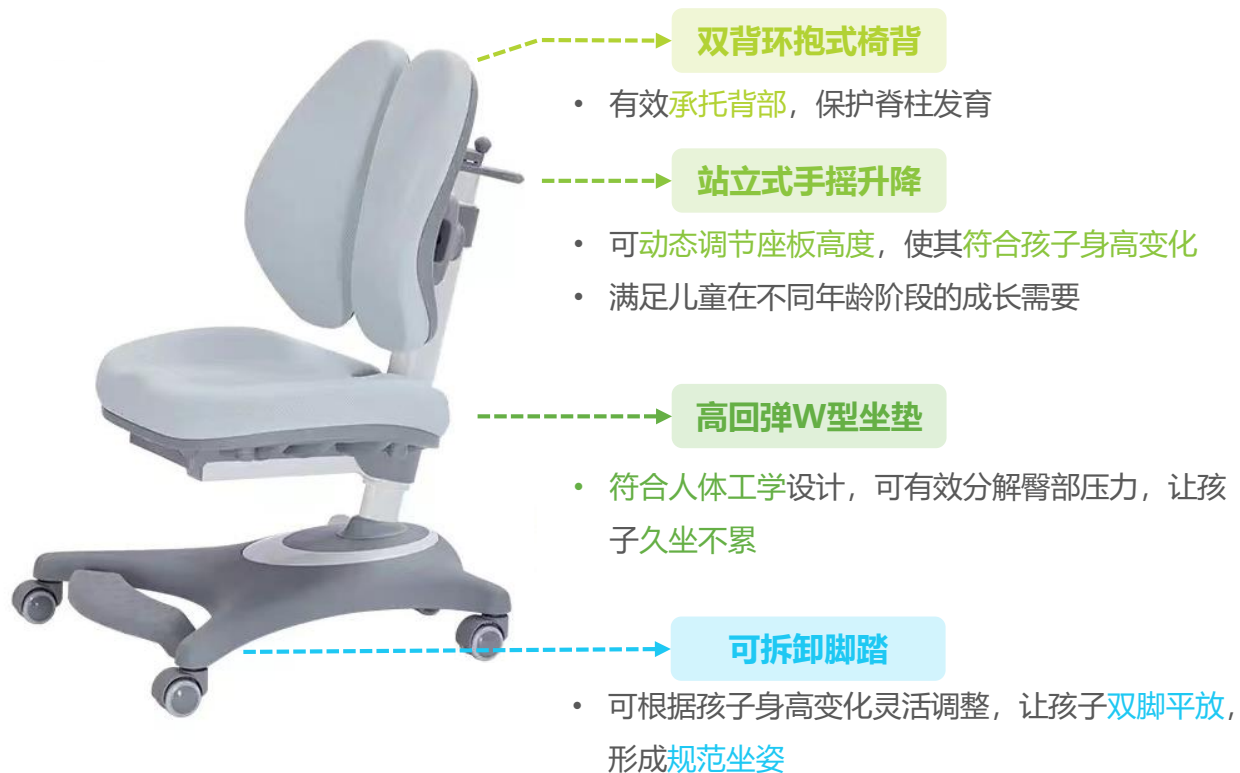 双背环抱式椅背
• 有效承托背部，保护脊柱发育
站立式手摇升降
• 可动态调节座板高度，使其符合孩子身高变化
• 满足儿童在不同年龄阶段的成长需要
高回弹W型坐垫
• 符合人体工学设计，可有效分解臀部压力，让孩
子久坐不累
可拆卸脚踏
• 可根据孩子身高变化灵活调整，让孩子双脚平放，
形成规范坐姿